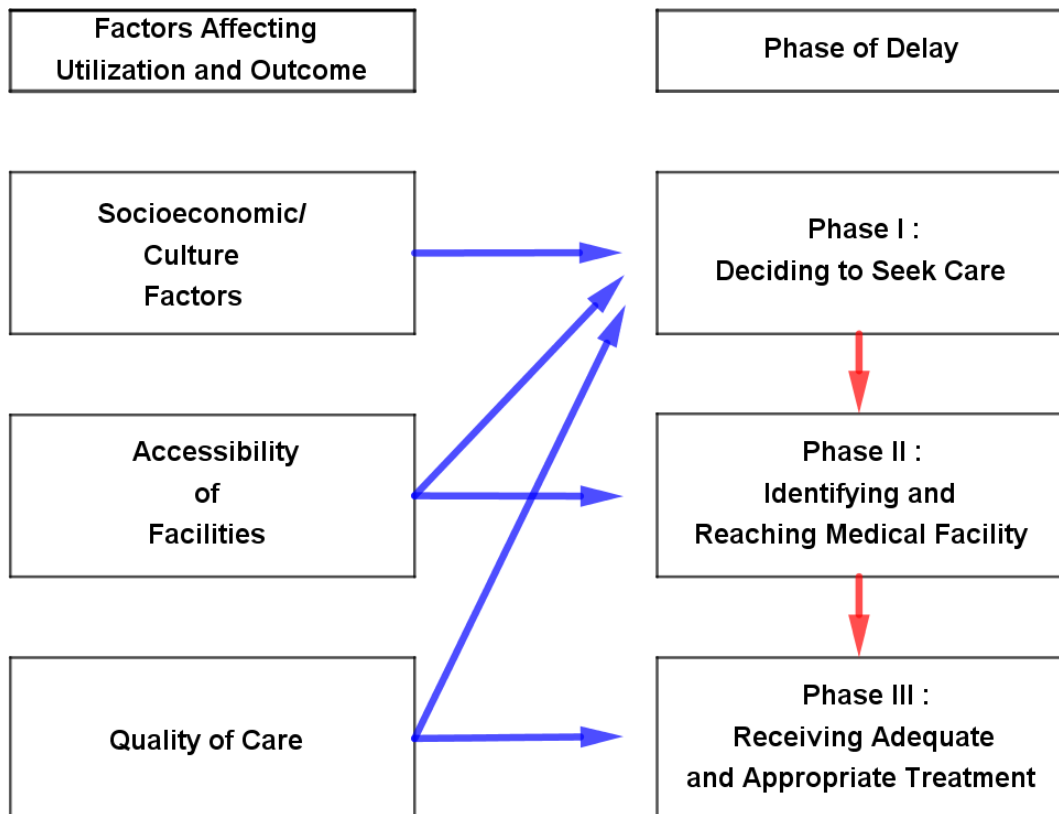 Factors Affecting
Utilization and Outcome
Phase of Delay
Socioeconomic/
Culture
Factors
Phase I :
Deciding to Seek Care
Accessibility
of
Facilities
Phase II :
Identifying and
Reaching Medical Facility
Quality of Care
Phase III :
Receiving Adequate
and Appropriate Treatment